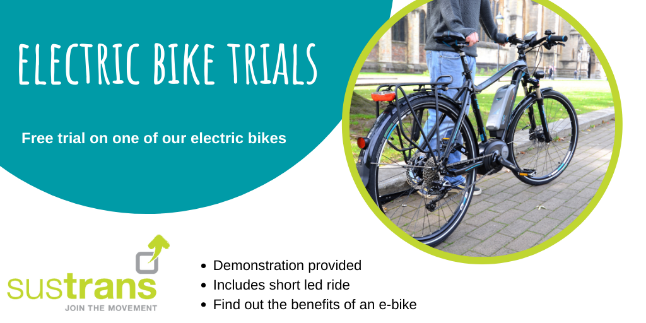 ELECTRIC BIKE TRIALS
Free trial on one of our electric bikes
sustrans
JOIN THE MOVEMENT
• Demonstration provided
• Includes short led ride
• Find out the benefits of an e-bike